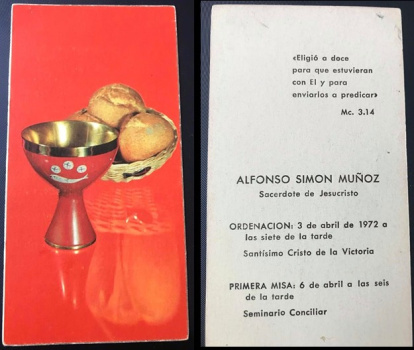 «Eligió a doce
para que estuvieran
con El y para
enviarlos a predicar»
Mc. 3.14
ALFONSO SIMON MUÑOZ
Sacerdote de Jesucristo
ORDENACION: 3 de abril de 1972 a
las siete de la tarde
Santísimo Cristo de la Victoria
PRIMERA MISA: 6 de abril a las seis
de la tarde
Seminario Conciliar